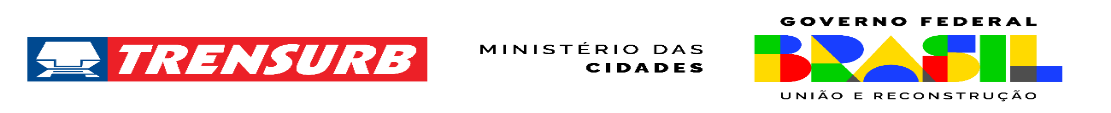 TRENSURB
MINISTÉRIO DAS
CIDADES
GOVERNO FEDERAL
BRASIL
UNIÃO E RECONSTRUÇÃO